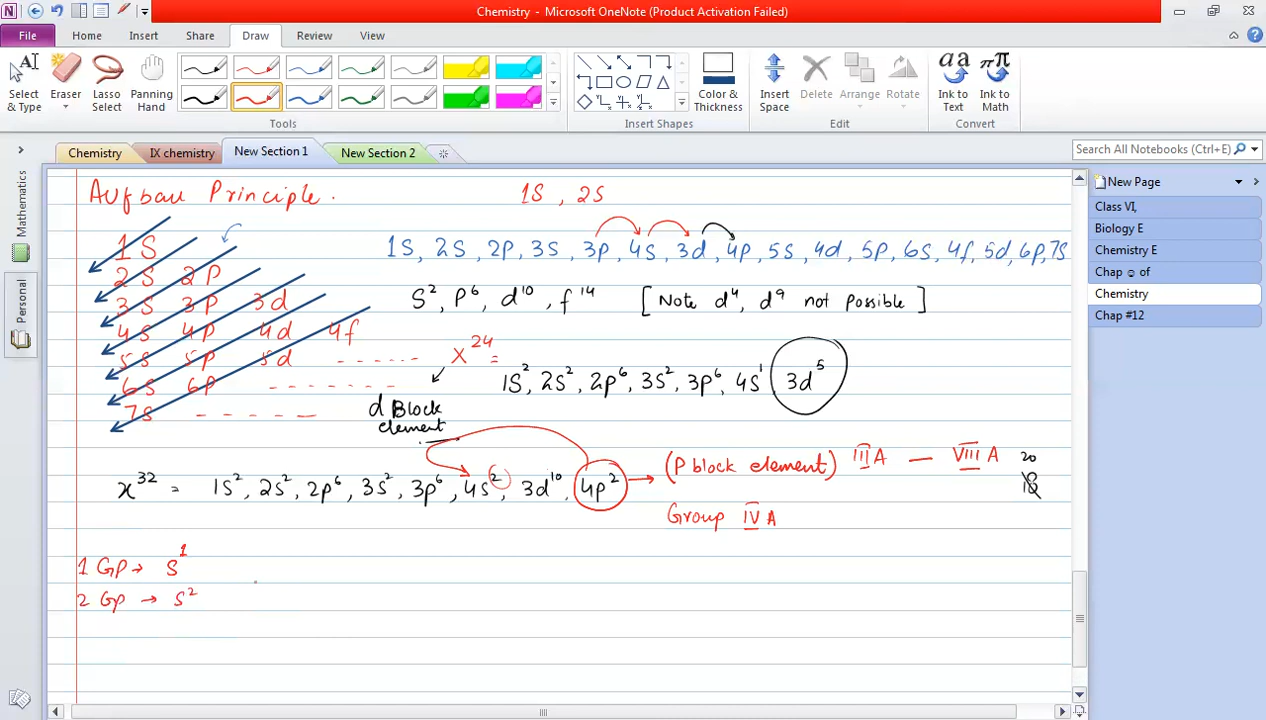 Chemistry - Microsoft OneNote (Product Activation Failed)
File Home Insert Share Draw Review View
Select & Type
Eraser
Lasso Select
Panning Hand
Color & Thickness
Insert Space
Delete
Arrange
Rotate
Ink to Text
Ink to Math
Tools
Insert Shapes
Edit
Convert
Chemistry IX chemistry New Section 1 New Section 2
Search All Notebooks (Ctrl+E)
Mathematics
Personal
New Page
Class VI,
Biology E
Chemistry E
Chap ☺ of
Chemistry
Chap #12
Aufbau Principle. 1S , 2S
1S, 2S, 2p, 3S, 3p, 4S, 3d, 4p, 5S, 4d, 5p, 6S, 4f, 5d, 6p, 7S
1S
2S 2P
3S 3P 3d
4S 4P 4d 4f
5S 5P 5d ------
6S 6P -------
7S ------
S², P⁶, d¹⁰, f¹⁴ [Note d⁴, d⁹ not Possible]
X²⁴ = 1S², 2S², 2p⁶, 3S², 3p⁶, 4S¹ 3d⁵
d Block element
x³² = 1S², 2S², 2p⁶, 3S², 3p⁶, 4S², 3d¹⁰, 4p² → (P block element) III A — VIII A 20
Group IV A
1 GP → S¹
2 GP → S²